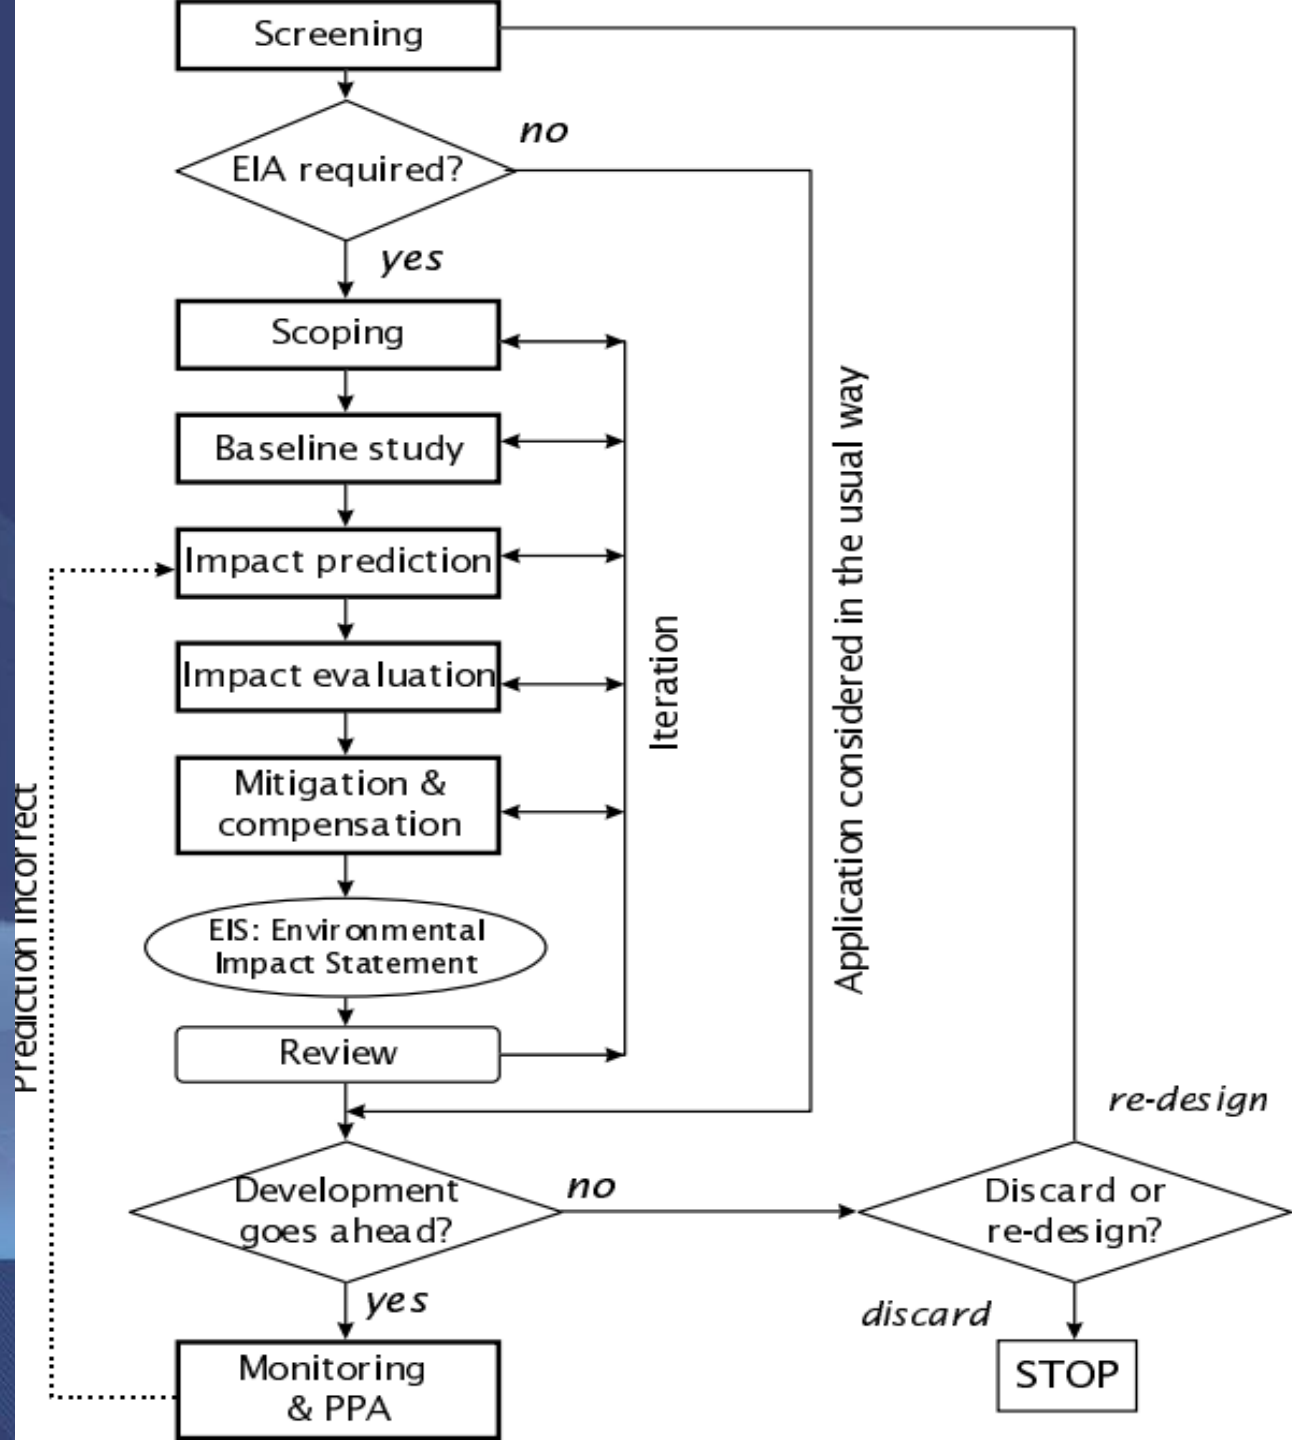 Screening
EIA required?
no
yes
Scoping
Baseline study
Impact prediction
Impact evaluation
Mitigation &
compensation
EIS: Environmental
Impact Statement
Review
Iteration
Application considered in the usual way
Prediction incorrect
Development
goes ahead?
no
yes
Monitoring
& PPA
re-design
Discard or
re-design?
discard
STOP